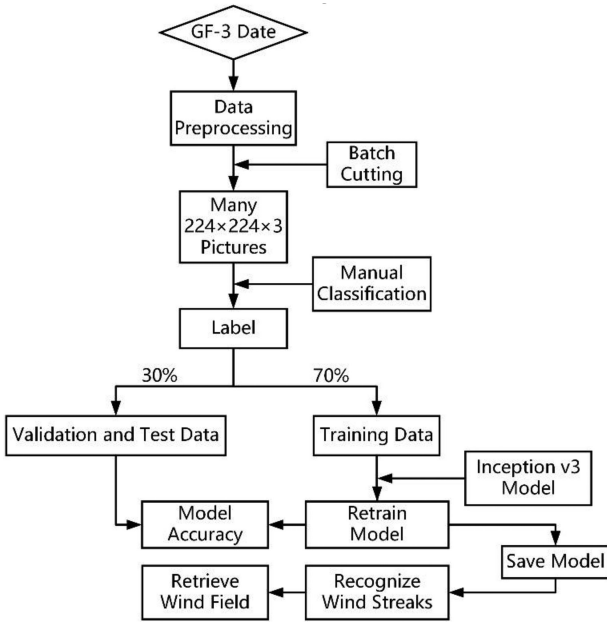 GF-3 Date
Data
Preprocessing
Batch
Cutting
Many
224×224×3
Pictures
Manual
Classification
Label
30%
70%
Validation and Test Data
Training Data
Inception v3
Model
Model
Accuracy
Retrain
Model
Save Model
Retrieve
Wind Field
Recognize
Wind Streaks